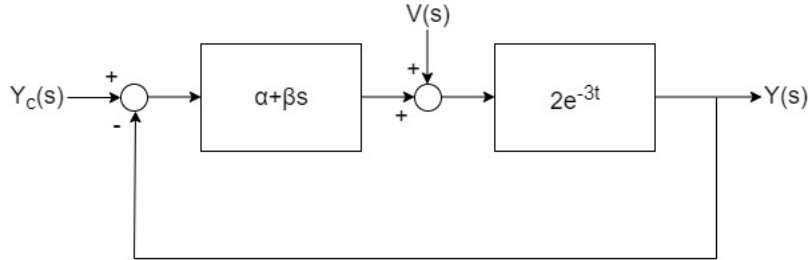 V(s)
+ +
Y_C(s) α+βs 2e^{-3t} Y(s)
- +